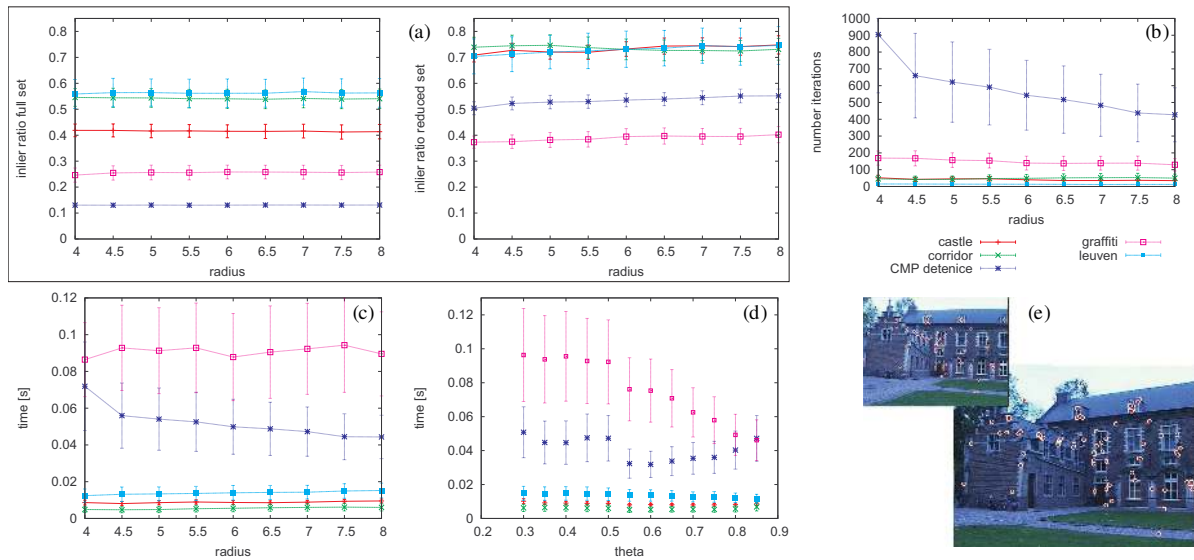 (a)
inlier ratio full set
0.8
0.7
0.6
0.5
0.4
0.3
0.2
0.1
0
4 4.5 5 5.5 6 6.5 7 7.5 8
radius
inlier ratio reduced set
0.8
0.7
0.6
0.5
0.4
0.3
0.2
0.1
0
4 4.5 5 5.5 6 6.5 7 7.5 8
radius
(b)
number iterations
1000
900
800
700
600
500
400
300
200
100
0
4 4.5 5 5.5 6 6.5 7 7.5 8
radius
castle
corridor
CMP detenice
graffiti
leuven
(c)
time [s]
0.12
0.1
0.08
0.06
0.04
0.02
0
4 4.5 5 5.5 6 6.5 7 7.5 8
radius
(d)
time [s]
0.12
0.1
0.08
0.06
0.04
0.02
0
0.2 0.3 0.4 0.5 0.6 0.7 0.8 0.9
theta
(e)